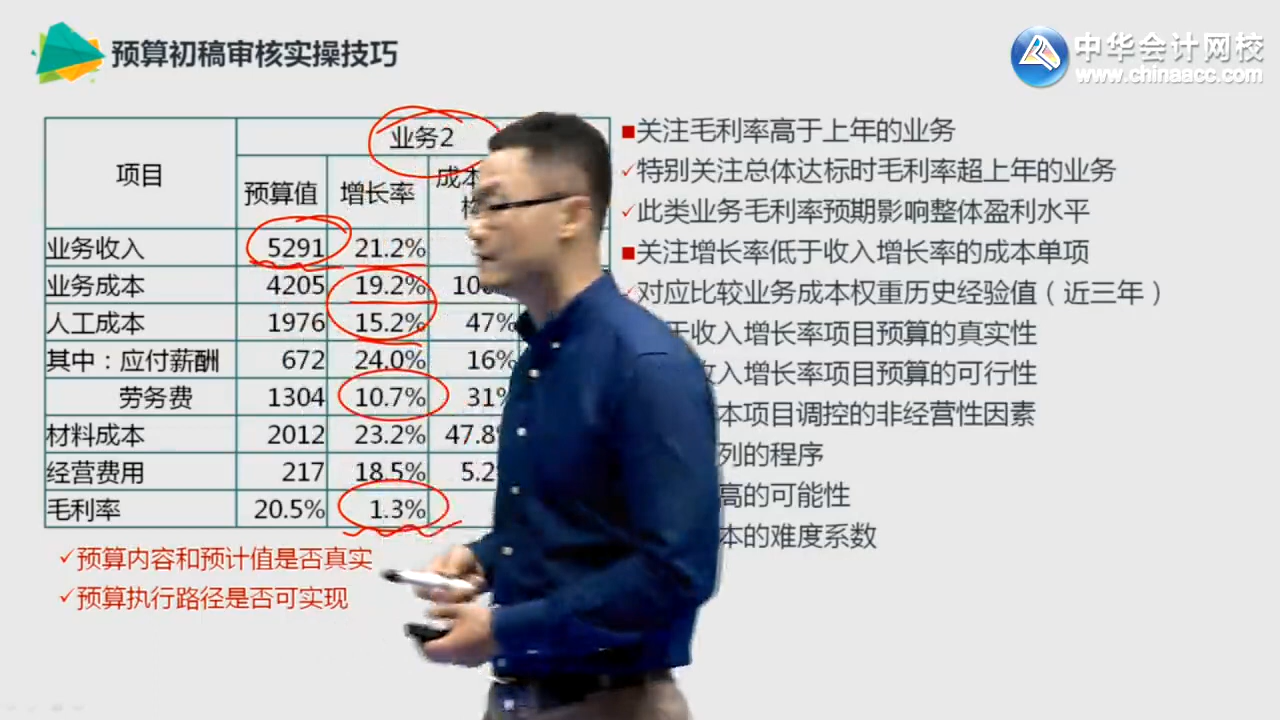 预算初稿审核实操技巧
中华会计网校
www.chinaacc.com
项目 业务2
预算值 增长率 成本
业务收入 5291 21.2%
业务成本 4205 19.2% 10
人工成本 1976 15.2% 47%
其中：应付薪酬 672 24.0% 16%
劳务费 1304 10.7% 31%
材料成本 2012 23.2% 47.8
经营费用 217 18.5% 5.2
毛利率 20.5% 1.3%
✓预算内容和预计值是否真实
✓预算执行路径是否可实现
■关注毛利率高于上年的业务
✓特别关注总体达标时毛利率超上年的业务
✓此类业务毛利率预期影响整体盈利水平
■关注增长率低于收入增长率的成本单项
✓对应比较业务成本权重历史经验值（近三年）
收入增长率项目预算的真实性
收入增长率项目预算的可行性
本项目调控的非经营性因素
列的程序
高的可能性
本的难度系数